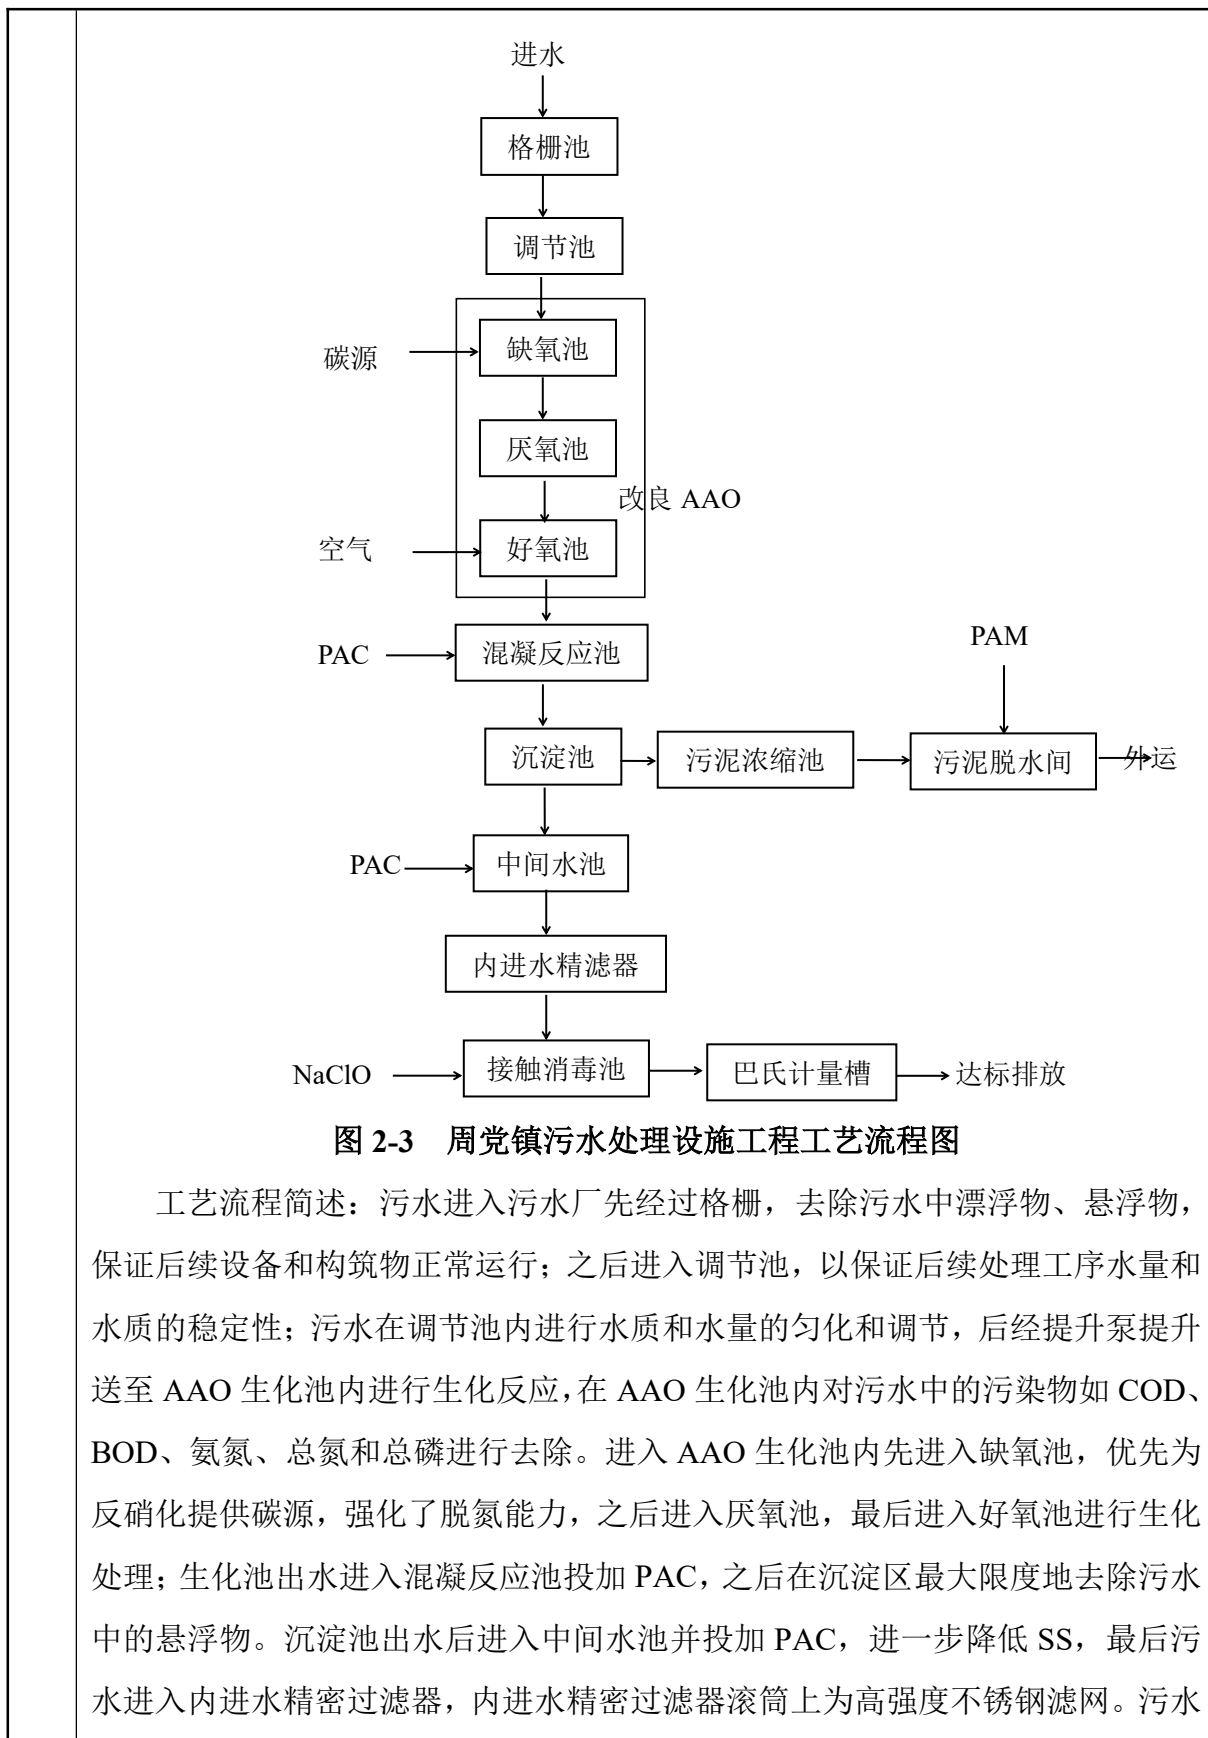 进水
格栅池
调节池
碳源
缺氧池
厌氧池
改良 AAO
空气
好氧池
PAC
混凝反应池
PAM
沉淀池
污泥浓缩池
污泥脱水间
外运
PAC
中间水池
内进水精滤器
NaClO
接触消毒池
巴氏计量槽
达标排放
图 2-3 周党镇污水处理设施工程工艺流程图
工艺流程简述：污水进入污水厂先经过格栅，去除污水中漂浮物、悬浮物，
保证后续设备和构筑物正常运行；之后进入调节池，以保证后续处理工序水量和
水质的稳定性；污水在调节池内进行水质和水量的匀化和调节，后经提升泵提升
送至 AAO 生化池内进行生化反应，在 AAO 生化池内对污水中的污染物如 COD、
BOD、氨氮、总氮和总磷进行去除。进入 AAO 生化池内先进入缺氧池，优先为
反硝化提供碳源，强化了脱氮能力，之后进入厌氧池，最后进入好氧池进行生化
处理；生化池出水进入混凝反应池投加 PAC，之后在沉淀区最大限度地去除污水
中的悬浮物。沉淀池出水后进入中间水池并投加 PAC，进一步降低 SS，最后污
水进入内进水精密过滤器，内进水精密过滤器滚筒上为高强度不锈钢滤网。污水